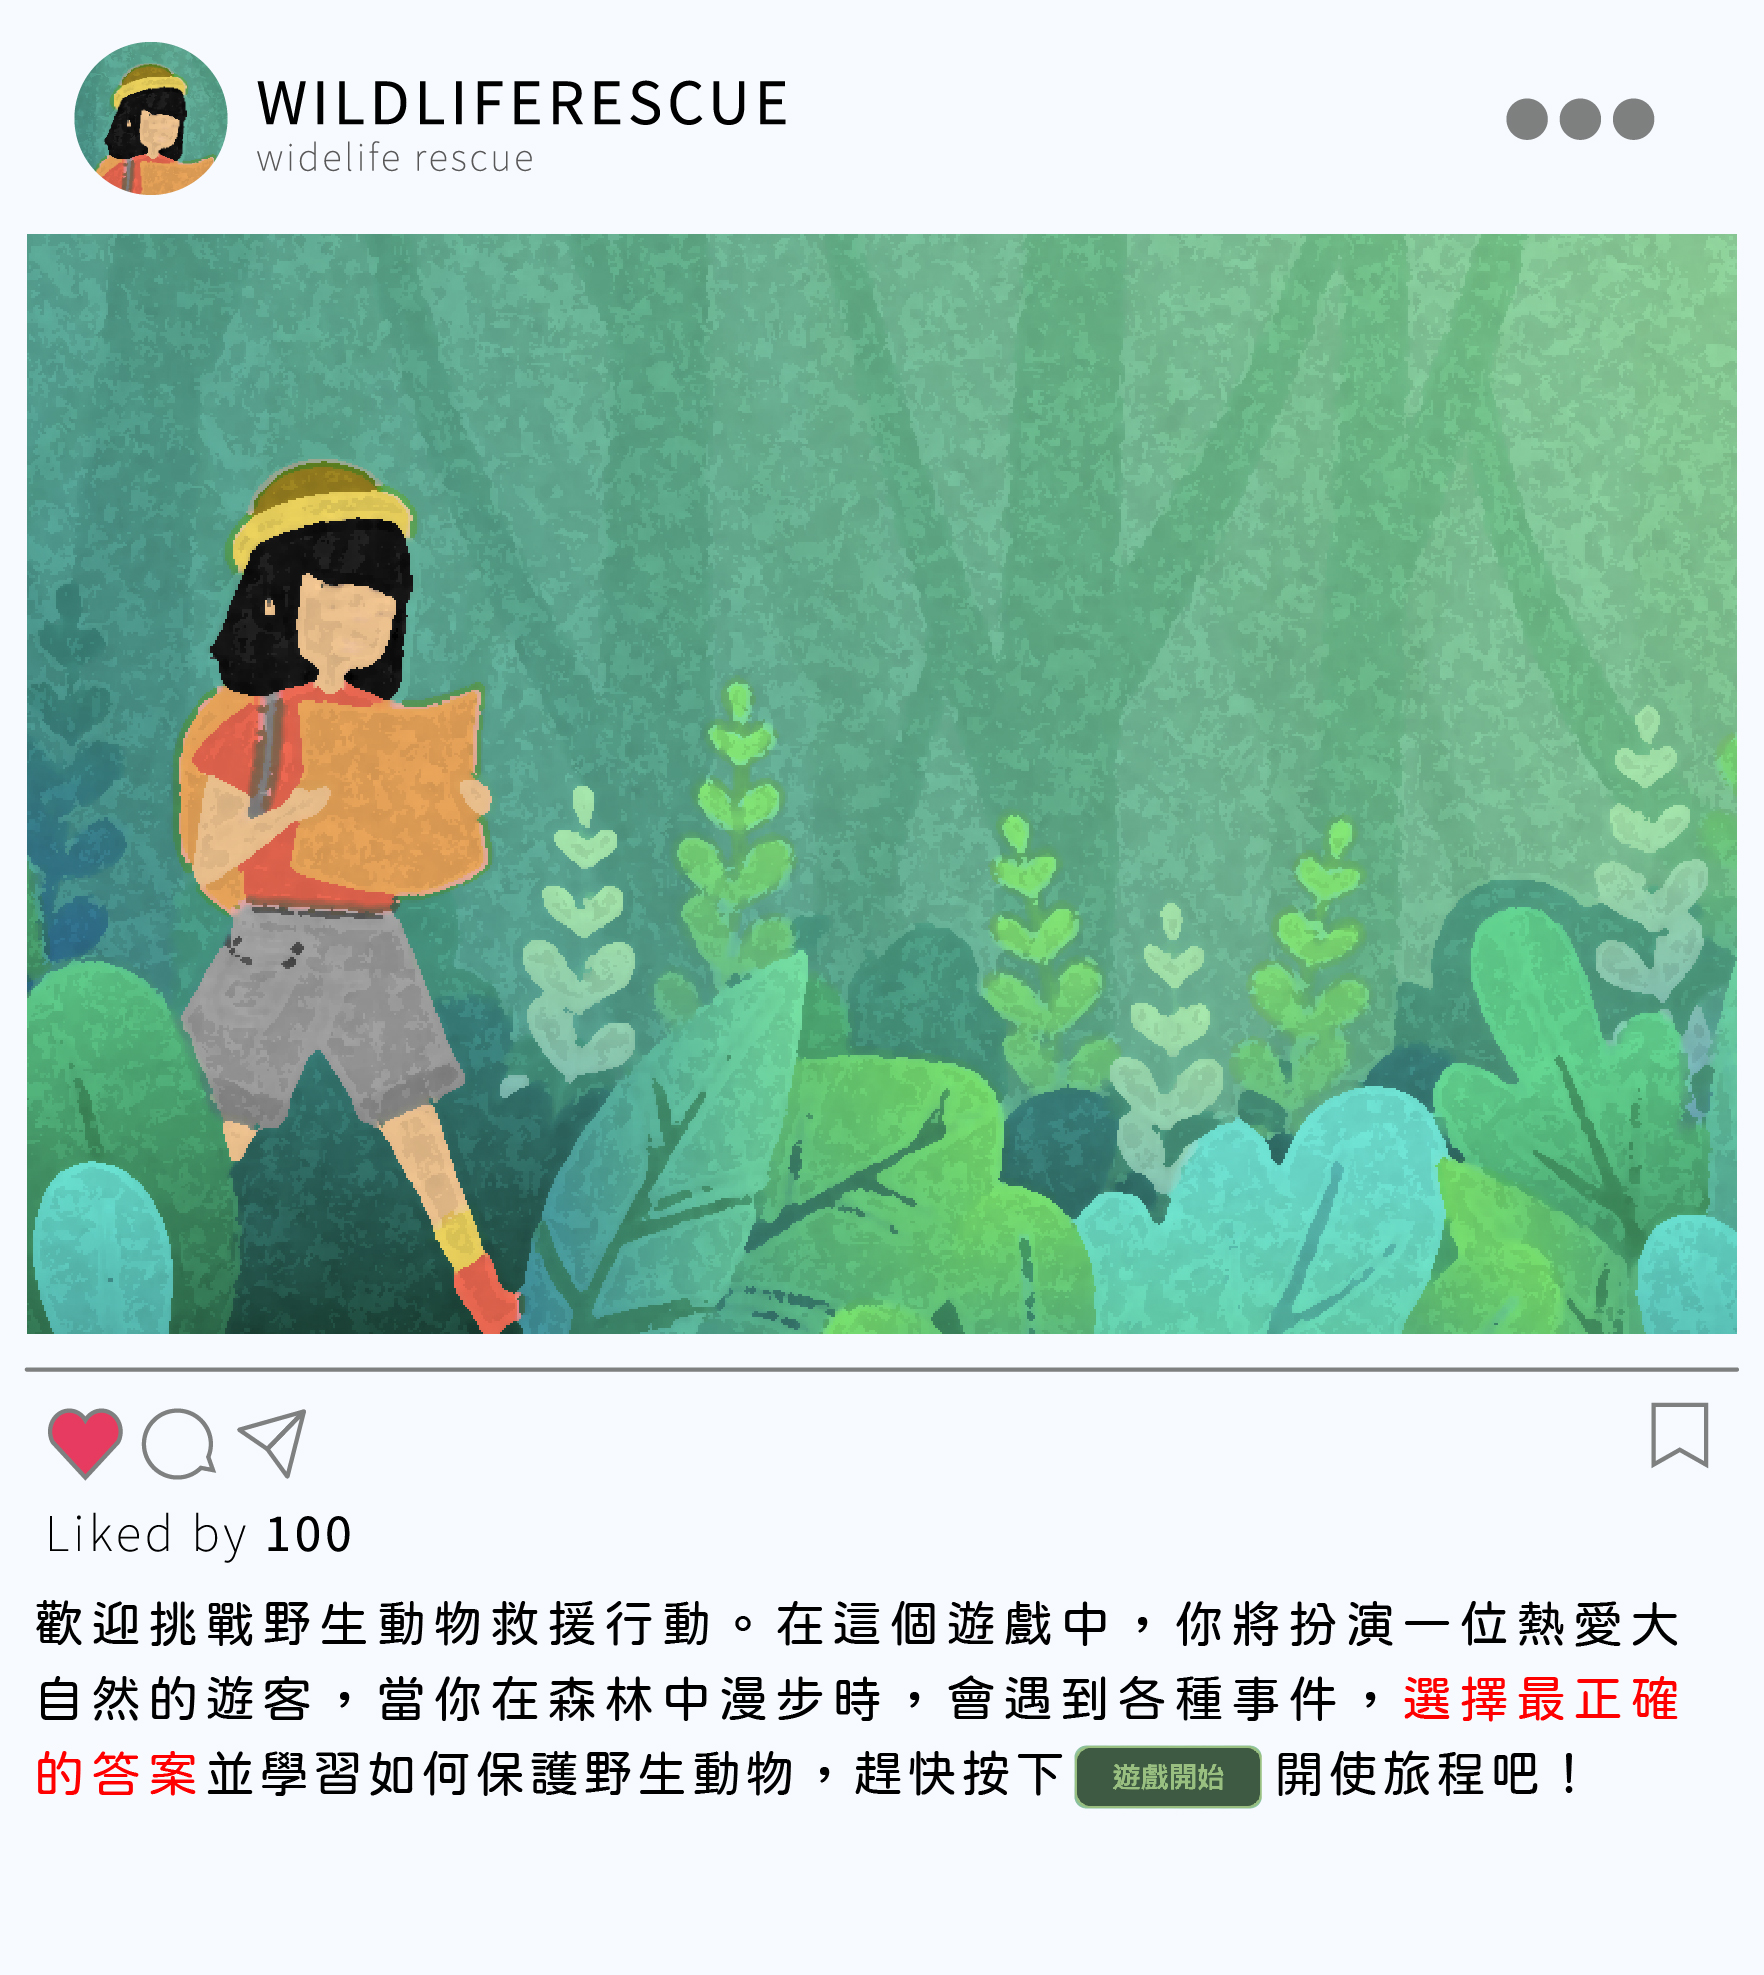 WILDLIFERESCUE
widelife rescue
Liked by 100
歡迎挑戰野生動物救援行動。在這個遊戲中，你將扮演一位熱愛大
自然的遊客，當你在森林中漫步時，會遇到各種事件，選擇最正確
的答案並學習如何保護野生動物，趕快按下 遊戲開始 開使旅程吧！